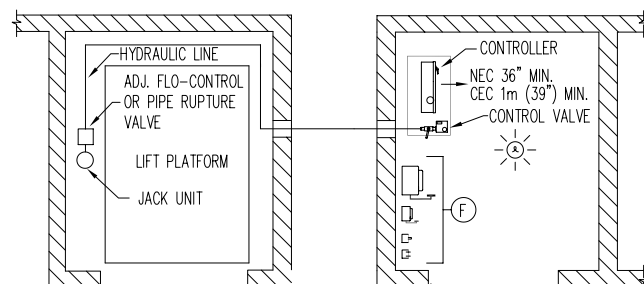 HYDRAULIC LINE
ADJ. FLO-CONTROL
OR PIPE RUPTURE
VALVE
LIFT PLATFORM
JACK UNIT
CONTROLLER
NEC 36” MIN.
CEC 1m (39”) MIN.
CONTROL VALVE
F